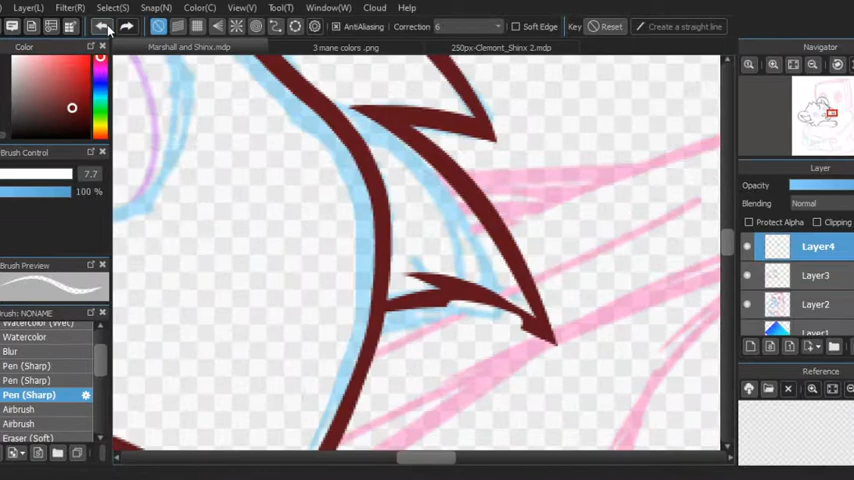 Layer(L) Filter(R) Select(S) Snap(N) Color(C) View(V) Tool(T) Window(W) Cloud Help
AntiAliasing Correction 6 Soft Edge Key Reset Create a straight line
Color Marshall and Shinx.mdp 3 mane colors .png 250px-Clemont_Shinx 2.mdp Navigator
Brush Control
7.7
100 %
Layer
Opacity
Blending Normal
Protect Alpha Clipping
Layer4
Layer3
Layer2
Layer1
Brush Preview
Brush: NONAME
Watercolor (Wet)
Watercolor
Blur
Pen (Sharp)
Pen (Sharp)
Pen (Sharp)
Airbrush
Airbrush
Eraser (Soft)
Reference